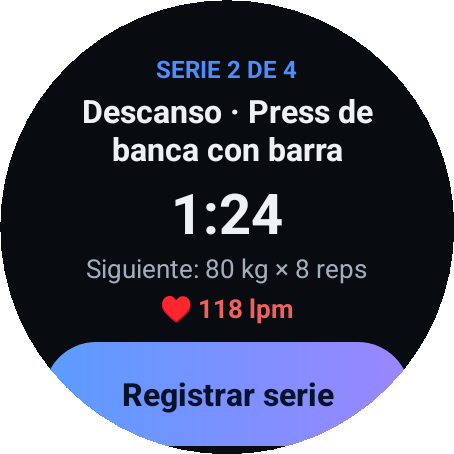 SERIE 2 DE 4
Descanso · Press de
banca con barra
1:24
Siguiente: 80 kg × 8 reps
❤️ 118 lpm
Registrar serie